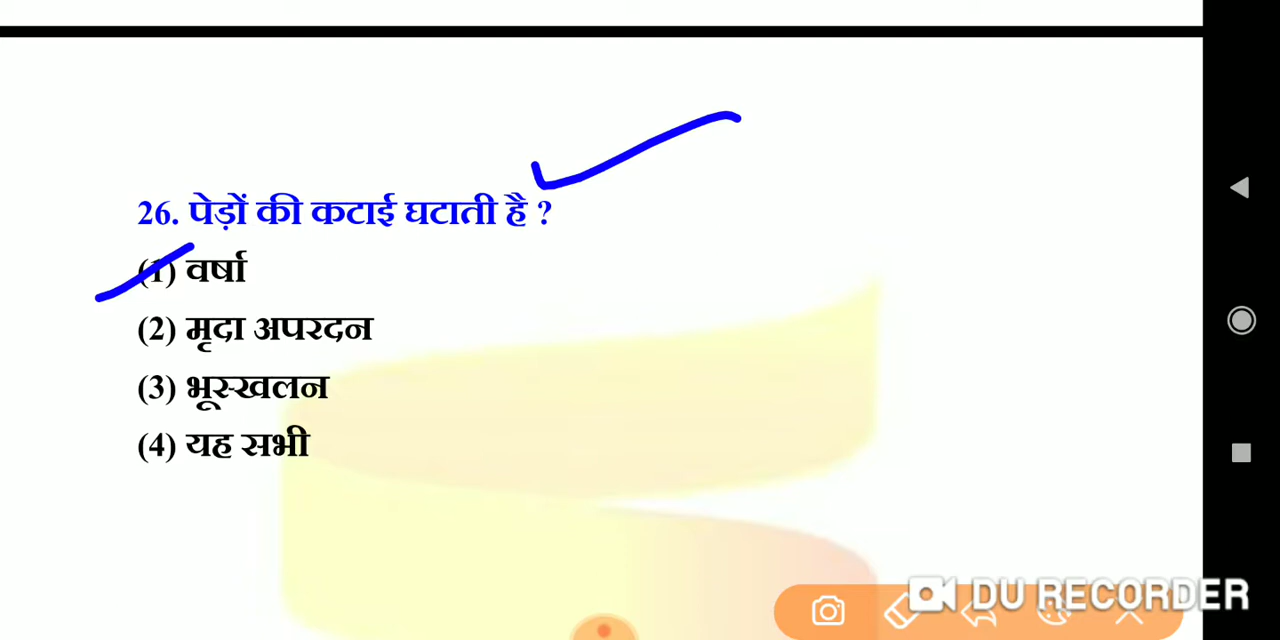 26. पेड़ों की कटाई घटाती है ?
(1) वर्षा
(2) मृदा अपरदन
(3) भूस्खलन
(4) यह सभी
DU RECORDER